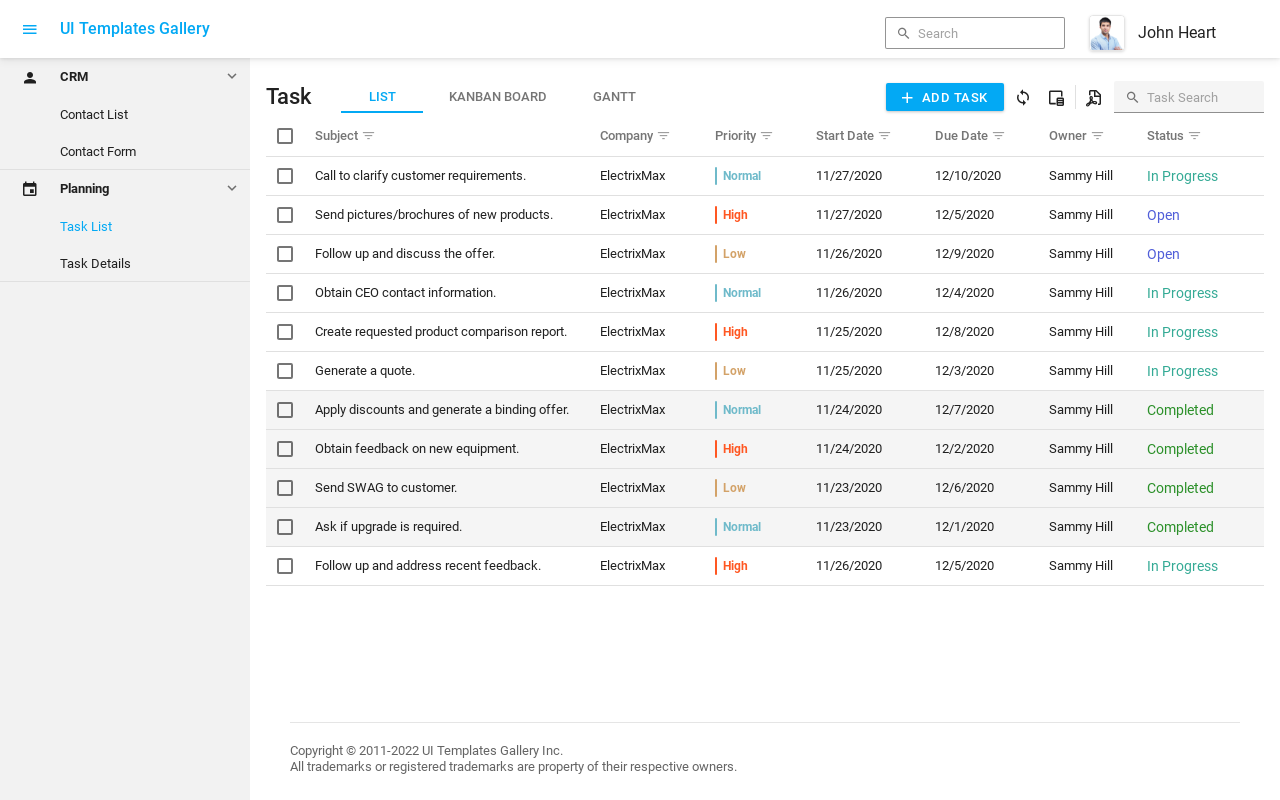 UI Templates Gallery
Search
John Heart
CRM
Contact List
Contact Form
Planning
Task List
Task Details
Task
LIST
KANBAN BOARD
GANTT
ADD TASK
Task Search
Subject Company Priority Start Date Due Date Owner Status
Call to clarify customer requirements. ElectrixMax Normal 11/27/2020 12/10/2020 Sammy Hill In Progress
Send pictures/brochures of new products. ElectrixMax High 11/27/2020 12/5/2020 Sammy Hill Open
Follow up and discuss the offer. ElectrixMax Low 11/26/2020 12/9/2020 Sammy Hill Open
Obtain CEO contact information. ElectrixMax Normal 11/26/2020 12/4/2020 Sammy Hill In Progress
Create requested product comparison report. ElectrixMax High 11/25/2020 12/8/2020 Sammy Hill In Progress
Generate a quote. ElectrixMax Low 11/25/2020 12/3/2020 Sammy Hill In Progress
Apply discounts and generate a binding offer. ElectrixMax Normal 11/24/2020 12/7/2020 Sammy Hill Completed
Obtain feedback on new equipment. ElectrixMax High 11/24/2020 12/2/2020 Sammy Hill Completed
Send SWAG to customer. ElectrixMax Low 11/23/2020 12/6/2020 Sammy Hill Completed
Ask if upgrade is required. ElectrixMax Normal 11/23/2020 12/1/2020 Sammy Hill Completed
Follow up and address recent feedback. ElectrixMax High 11/26/2020 12/5/2020 Sammy Hill In Progress
Copyright © 2011-2022 UI Templates Gallery Inc.
All trademarks or registered trademarks are property of their respective owners.